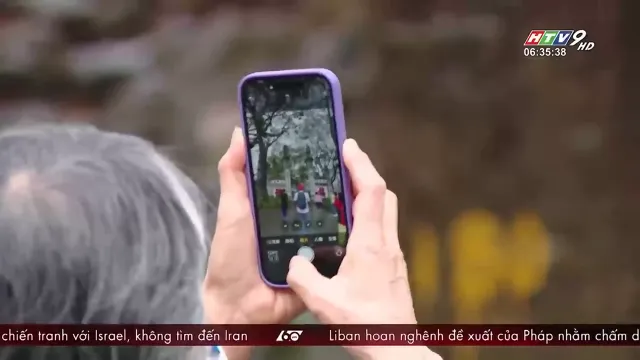 HTV9 HD
06:35:38
chiến tranh với Israel, không tìm đến Iran
60
Liban hoan nghênh đề xuất của Pháp nhằm chấm d